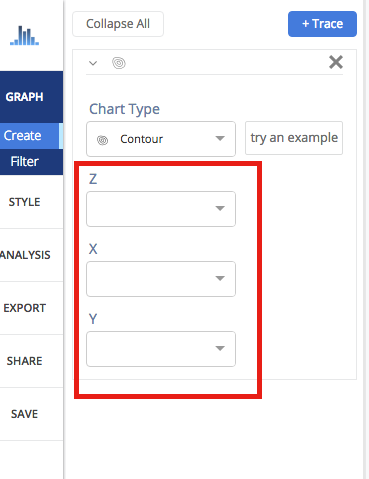 Collapse All
+ Trace
GRAPH
Create
Filter
STYLE
ANALYSIS
EXPORT
SHARE
SAVE
Chart Type
Contour
try an example
Z
X
Y